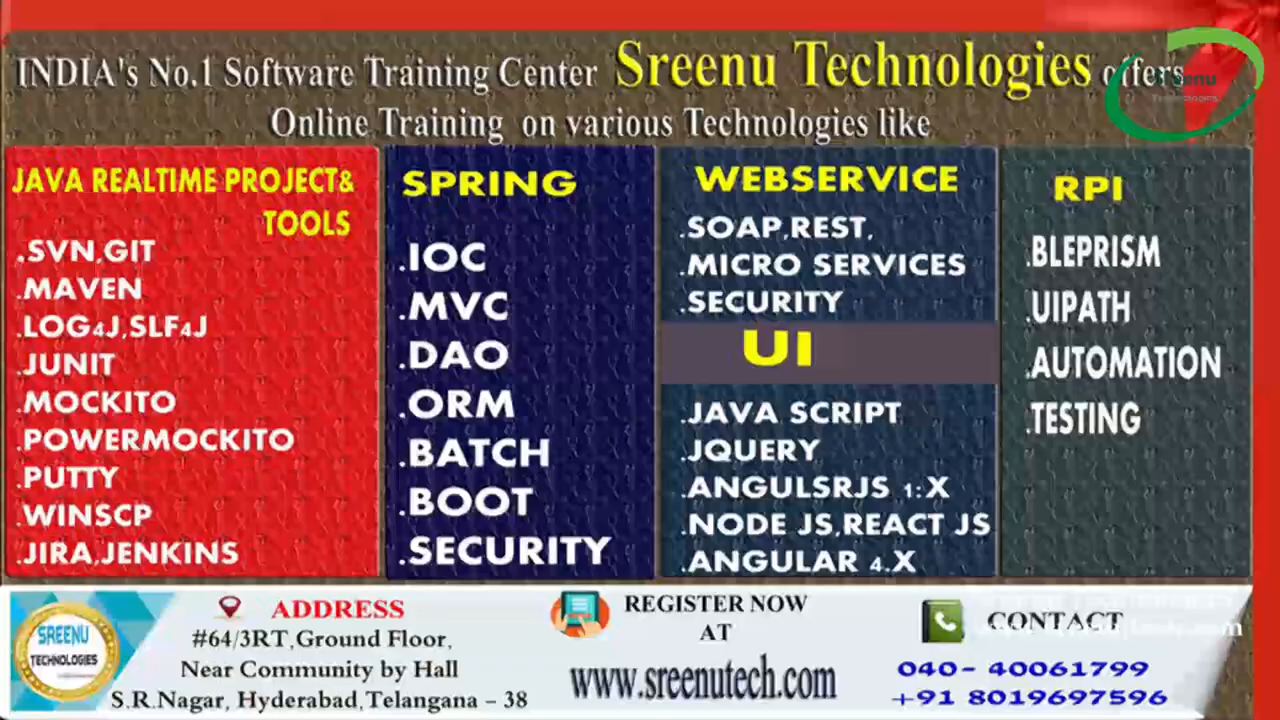 INDIA's No.1 Software Training Center Sreenu Technologies offers
Online Training on various Technologies like
JAVA REALTIME PROJECT&
TOOLS
.SVN,GIT
.MAVEN
.LOG4J,SLF4J
.JUNIT
.MOCKITO
.POWERMOCKITO
.PUTTY
.WINSCP
.JIRA,JENKINS
SPRING
.IOC
.MVC
.DAO
.ORM
.BATCH
.BOOT
.SECURITY
WEBSERVICE
.SOAP,REST,
.MICRO SERVICES
.SECURITY
UI
.JAVA SCRIPT
.JQUERY
.ANGULSRJS 1:X
.NODE JS,REACT JS
.ANGULAR 4.X
RPI
.BLEPRISM
.UIPATH
.AUTOMATION
.TESTING
SREENU
TECHNOLOGIES
ADDRESS
#64/3RT,Ground Floor,
Near Community by Hall
S.R.Nagar, Hyderabad,Telangana - 38
REGISTER NOW
AT
www.sreenutech.com
CONTACT
040- 40061799
+91 8019697596